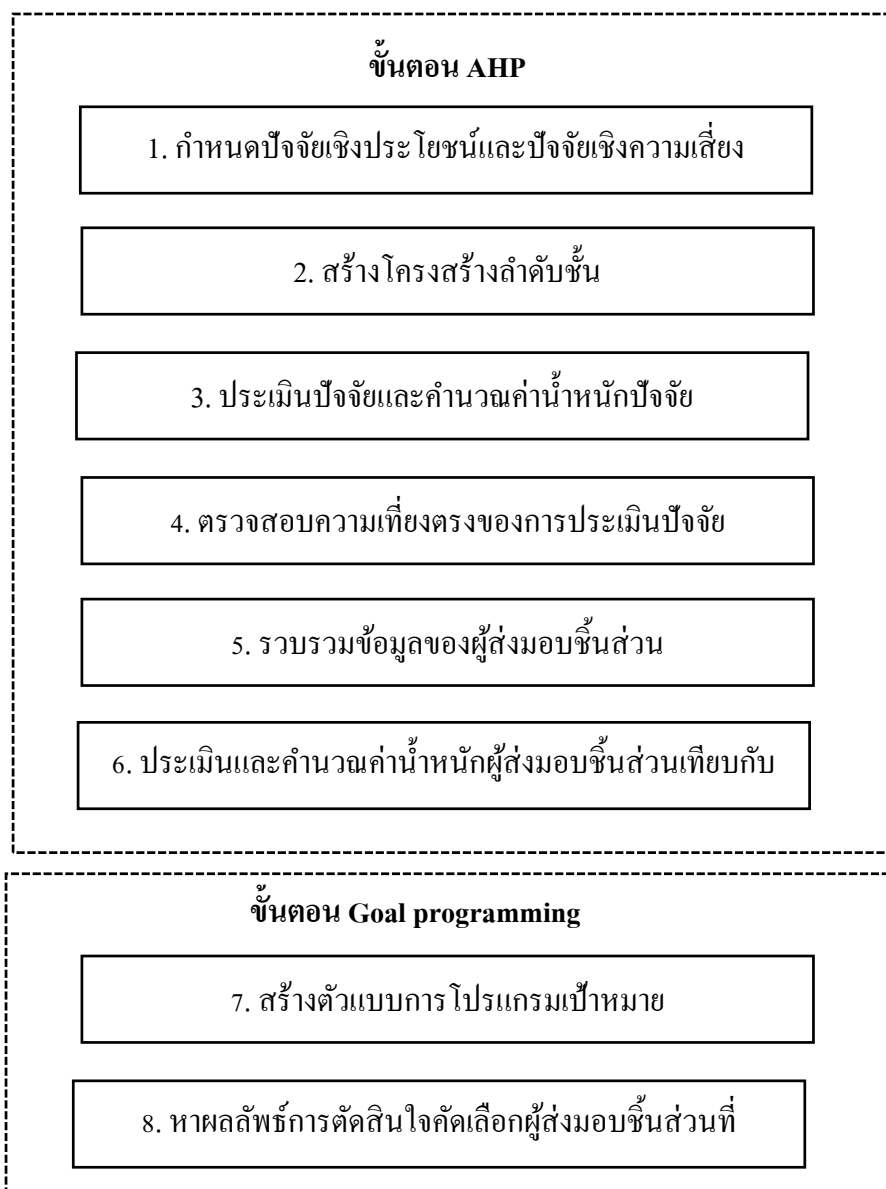 ขั้นตอน AHP
1. กำหนดปัจจัยเชิงประโยชน์และปัจจัยเชิงความเสี่ยง
2. สร้างโครงสร้างลำดับชั้น
3. ประเมินปัจจัยและคำนวณค่าน้ำหนักปัจจัย
4. ตรวจสอบความเที่ยงตรงของการประเมินปัจจัย
5. รวบรวมข้อมูลของผู้ส่งมอบชิ้นส่วน
6. ประเมินและคำนวณค่าน้ำหนักผู้ส่งมอบชิ้นส่วนเทียบกับ
ขั้นตอน Goal programming
7. สร้างตัวแบบการโปรแกรมเป้าหมาย
8. หาผลลัพธ์การตัดสินใจคัดเลือกผู้ส่งมอบชิ้นส่วนที่